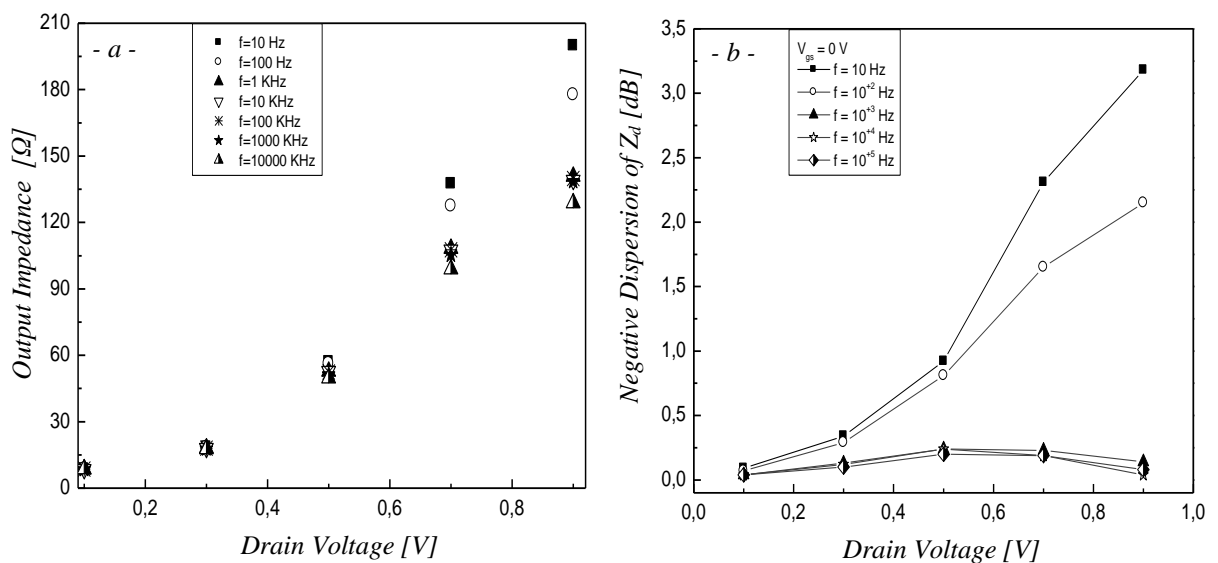 - a -
f=10 Hz
f=100 Hz
f=1 KHz
f=10 KHz
f=100 KHz
f=1000 KHz
f=10000 KHz
Output Impedance [Ω]
210
180
150
120
90
60
30
0
0,2
0,4
0,6
0,8
Drain Voltage [V]
- b -
V_gs = 0 V
f = 10 Hz
f = 10^+2 Hz
f = 10^+3 Hz
f = 10^+4 Hz
f = 10^+5 Hz
Negative Dispersion of Z_d [dB]
3,5
3,0
2,5
2,0
1,5
1,0
0,5
0,0
0,0
0,2
0,4
0,6
0,8
1,0
Drain Voltage [V]